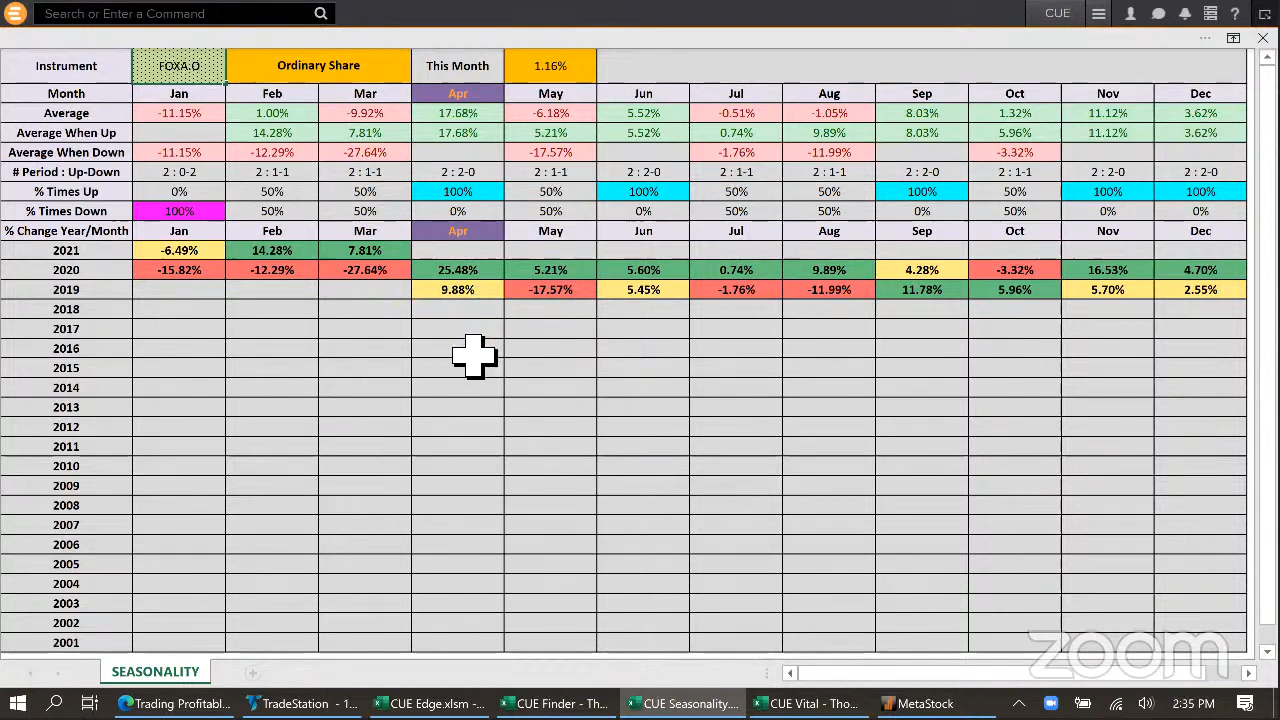 Search or Enter a Command CUE
Instrument FOXA.O Ordinary Share This Month 1.16%
Month Jan Feb Mar Apr May Jun Jul Aug Sep Oct Nov Dec
Average -11.15% 1.00% -9.92% 17.68% -6.18% 5.52% -0.51% -1.05% 8.03% 1.32% 11.12% 3.62%
Average When Up 14.28% 7.81% 17.68% 5.21% 5.52% 0.74% 9.89% 8.03% 5.96% 11.12% 3.62%
Average When Down -11.15% -12.29% -27.64% -17.57% -1.76% -11.99% -3.32%
# Period : Up-Down 2 : 0-2 2 : 1-1 2 : 1-1 2 : 2-0 2 : 1-1 2 : 2-0 2 : 1-1 2 : 1-1 2 : 2-0 2 : 1-1 2 : 2-0 2 : 2-0
% Times Up 0% 50% 50% 100% 50% 100% 50% 50% 100% 50% 100% 100%
% Times Down 100% 50% 50% 0% 50% 0% 50% 50% 0% 50% 0% 0%
% Change Year/Month Jan Feb Mar Apr May Jun Jul Aug Sep Oct Nov Dec
2021 -6.49% 14.28% 7.81%
2020 -15.82% -12.29% -27.64% 25.48% 5.21% 5.60% 0.74% 9.89% 4.28% -3.32% 16.53% 4.70%
2019 9.88% -17.57% 5.45% -1.76% -11.99% 11.78% 5.96% 5.70% 2.55%
2018
2017
2016
2015
2014
2013
2012
2011
2010
2009
2008
2007
2006
2005
2004
2003
2002
2001
zoom
SEASONALITY
Trading Profitabl... TradeStation - 1... CUE Edge.xlsm - ... CUE Finder - Tho... CUE Seasonality.... CUE Vital - Tho... MetaStock 2:35 PM